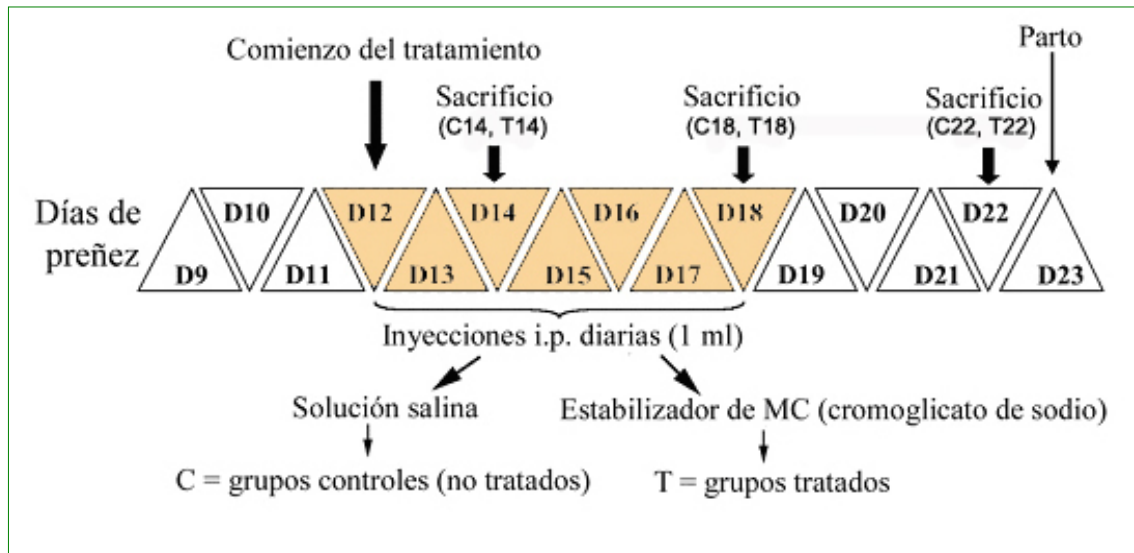 Comienzo del tratamiento
Parto
Sacrificio
(C14, T14)
Sacrificio
(C18, T18)
Sacrificio
(C22, T22)
Días de
preñez
D9
D10
D11
D12
D13
D14
D15
D16
D17
D18
D19
D20
D21
D22
D23
Inyecciones i.p. diarias (1 ml)
Solución salina
Estabilizador de MC (cromoglicato de sodio)
C = grupos controles (no tratados)
T = grupos tratados